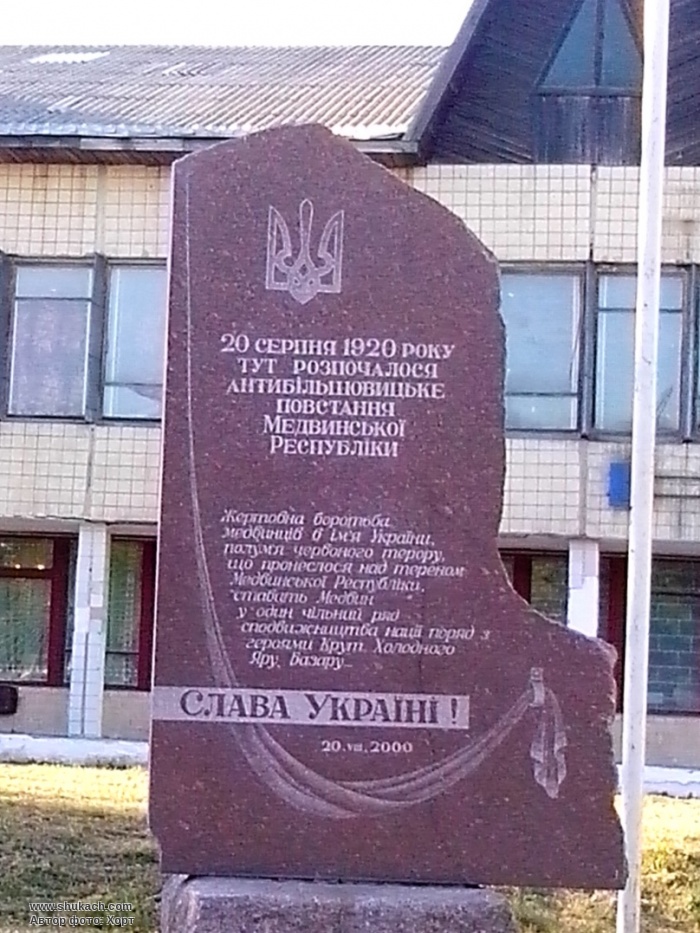 20 СЕРПНЯ 1920 РОКУ
ТУТ РОЗПОЧАЛОСЯ
АНТИБІЛЬШОВИЦЬКЕ
ПОВСТАННЯ
МЕДВИНСЬКОЇ
РЕСПУБЛІКИ
Жертовна боротьба
медвинців в ім'я України,
полум'я червоного терору,
що пронеслося над тереном
Медвинської Республіки,
ставить Медвин
у один чільний ряд
сподвижництва нації поряд з
героями Крут, Холодного
Яру, Базару...
СЛАВА УКРАЇНІ !
20.VIII.2000
www.shukach.com
Автор фото: Хорт